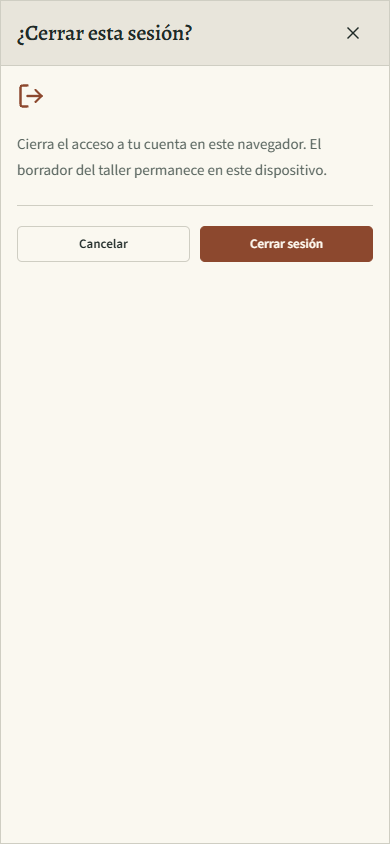 ¿Cerrar esta sesión?
Cierra el acceso a tu cuenta en este navegador. El
borrador del taller permanece en este dispositivo.
Cancelar
Cerrar sesión